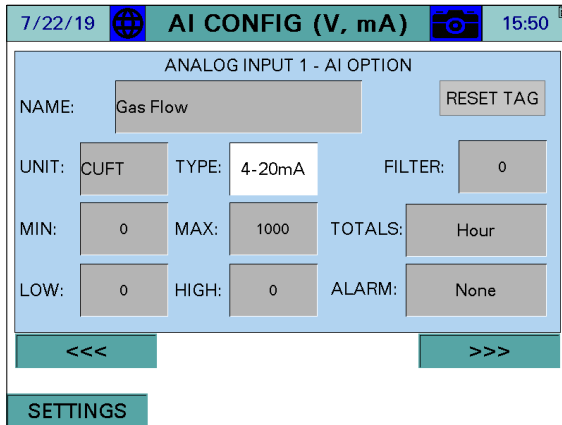 7/22/19 AI CONFIG (V, mA) 15:50
ANALOG INPUT 1 - AI OPTION
NAME: Gas Flow RESET TAG
UNIT: CUFT TYPE: 4-20mA FILTER: 0
MIN: 0 MAX: 1000 TOTALS: Hour
LOW: 0 HIGH: 0 ALARM: None
<<< >>>
SETTINGS